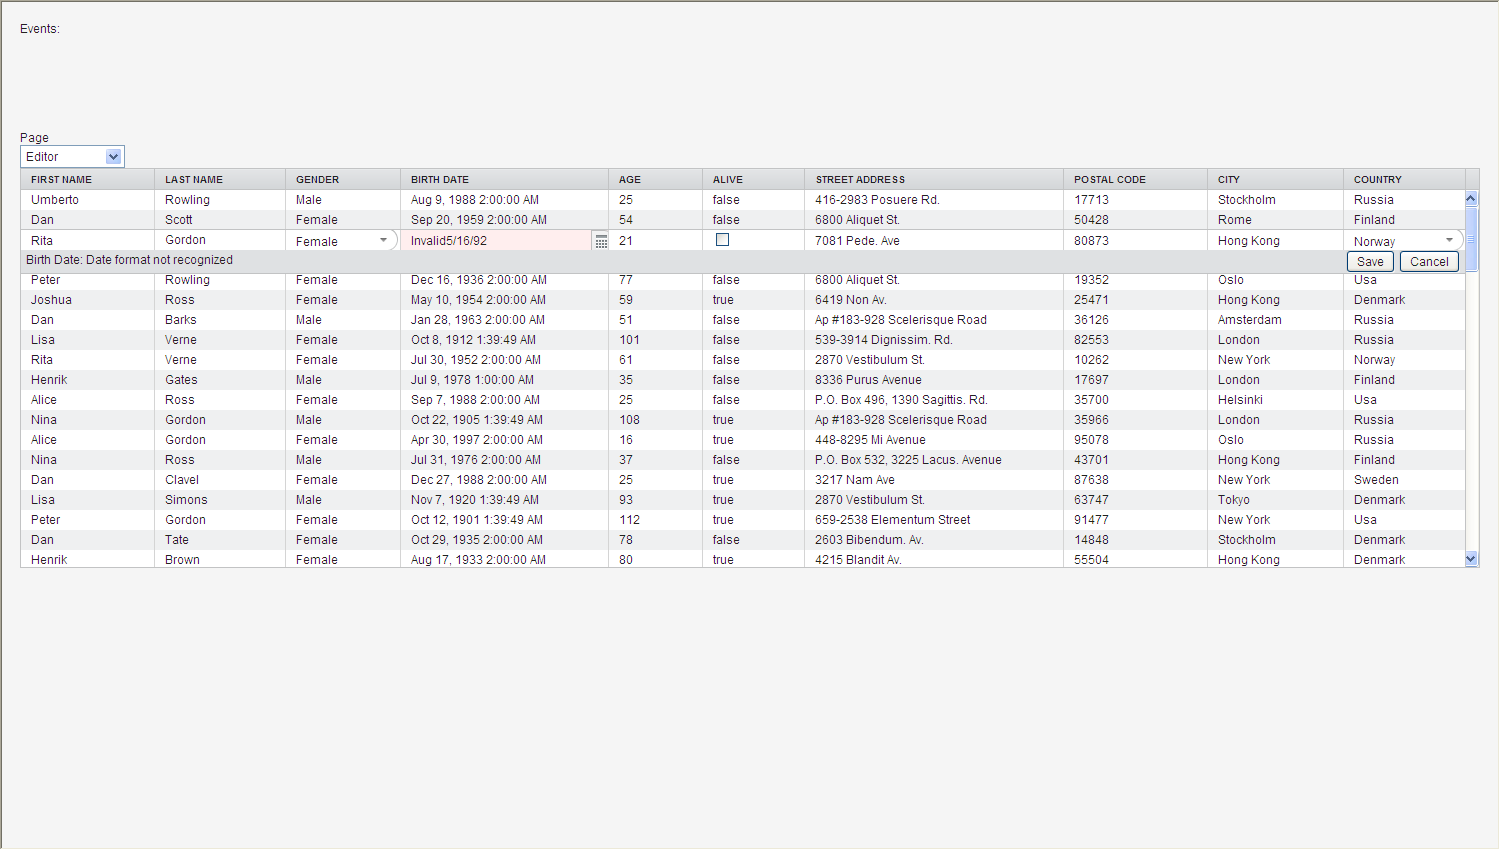 Events:
Page
Editor
FIRST NAME LAST NAME GENDER BIRTH DATE AGE ALIVE STREET ADDRESS POSTAL CODE CITY COUNTRY
Umberto Rowling Male Aug 9, 1988 2:00:00 AM 25 false 416-2983 Posuere Rd. 17713 Stockholm Russia
Dan Scott Female Sep 20, 1959 2:00:00 AM 54 false 6800 Aliquet St. 50428 Rome Finland
Rita Gordon Female Invalid5/16/92 21 7081 Pede. Ave 80873 Hong Kong Norway
Birth Date: Date format not recognized Save Cancel
Peter Rowling Female Dec 16, 1936 2:00:00 AM 77 false 6800 Aliquet St. 19352 Oslo Usa
Joshua Ross Female May 10, 1954 2:00:00 AM 59 true 6419 Non Av. 25471 Hong Kong Denmark
Dan Barks Male Jan 28, 1963 2:00:00 AM 51 false Ap #183-928 Scelerisque Road 36126 Amsterdam Russia
Lisa Verne Female Oct 8, 1912 1:39:49 AM 101 false 539-3914 Dignissim. Rd. 82553 London Russia
Rita Verne Female Jul 30, 1952 2:00:00 AM 61 false 2870 Vestibulum St. 10262 New York Norway
Henrik Gates Male Jul 9, 1978 1:00:00 AM 35 false 8336 Purus Avenue 17697 London Finland
Alice Ross Female Sep 7, 1988 2:00:00 AM 25 false P.O. Box 496, 1390 Sagittis. Rd. 35700 Helsinki Usa
Nina Gordon Male Oct 22, 1905 1:39:49 AM 108 true Ap #183-928 Scelerisque Road 35966 London Russia
Alice Gordon Female Apr 30, 1997 2:00:00 AM 16 true 448-8295 Mi Avenue 95078 Oslo Russia
Nina Ross Male Jul 31, 1976 2:00:00 AM 37 false P.O. Box 532, 3225 Lacus. Avenue 43701 Hong Kong Finland
Dan Clavel Female Dec 27, 1988 2:00:00 AM 25 true 3217 Nam Ave 87638 New York Sweden
Lisa Simons Male Nov 7, 1920 1:39:49 AM 93 true 2870 Vestibulum St. 63747 Tokyo Denmark
Peter Gordon Female Oct 12, 1901 1:39:49 AM 112 true 659-2538 Elementum Street 91477 New York Usa
Dan Tate Female Oct 29, 1935 2:00:00 AM 78 false 2603 Bibendum. Av. 14848 Stockholm Denmark
Henrik Brown Female Aug 17, 1933 2:00:00 AM 80 true 4215 Blandit Av. 55504 Hong Kong Denmark